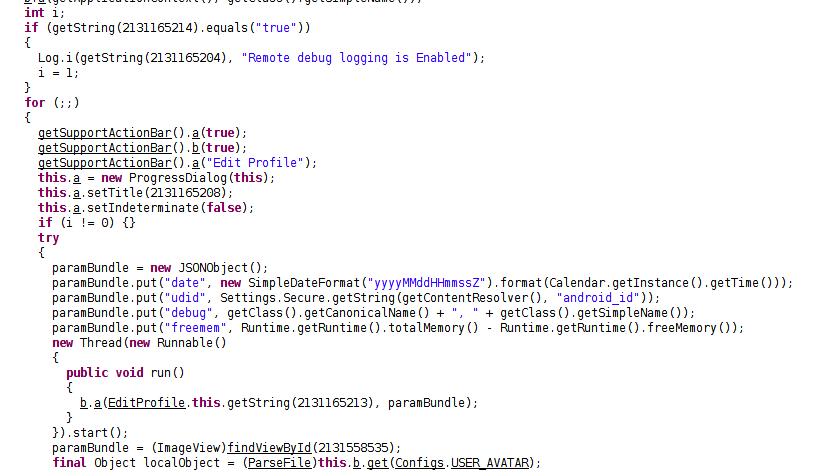 int i;
if (getString(2131165214).equals("true"))
{
Log.i(getString(2131165204), "Remote debug logging is Enabled");
i = 1;
}
for (;;)
{
getSupportActionBar().a(true);
getSupportActionBar().b(true);
getSupportActionBar().a("Edit Profile");
this.a = new ProgressDialog(this);
this.a.setTitle(2131165208);
this.a.setIndeterminate(false);
if (i != 0) {}
try
{
paramBundle = new JSONObject();
paramBundle.put("date", new SimpleDateFormat("yyyyMMddHHmmssZ").format(Calendar.getInstance().getTime()));
paramBundle.put("udid", Settings.Secure.getString(getContentResolver(), "android_id"));
paramBundle.put("debug", getClass().getCanonicalName() + ", " + getClass().getSimpleName());
paramBundle.put("freemem", Runtime.getRuntime().totalMemory() - Runtime.getRuntime().freeMemory());
new Thread(new Runnable()
{
public void run()
{
b.a(EditProfile.this.getString(2131165213), paramBundle);
}
}).start();
paramBundle = (ImageView)findViewById(2131558535);
final Object localObject = (ParseFile)this.b.get(Configs.USER_AVATAR);